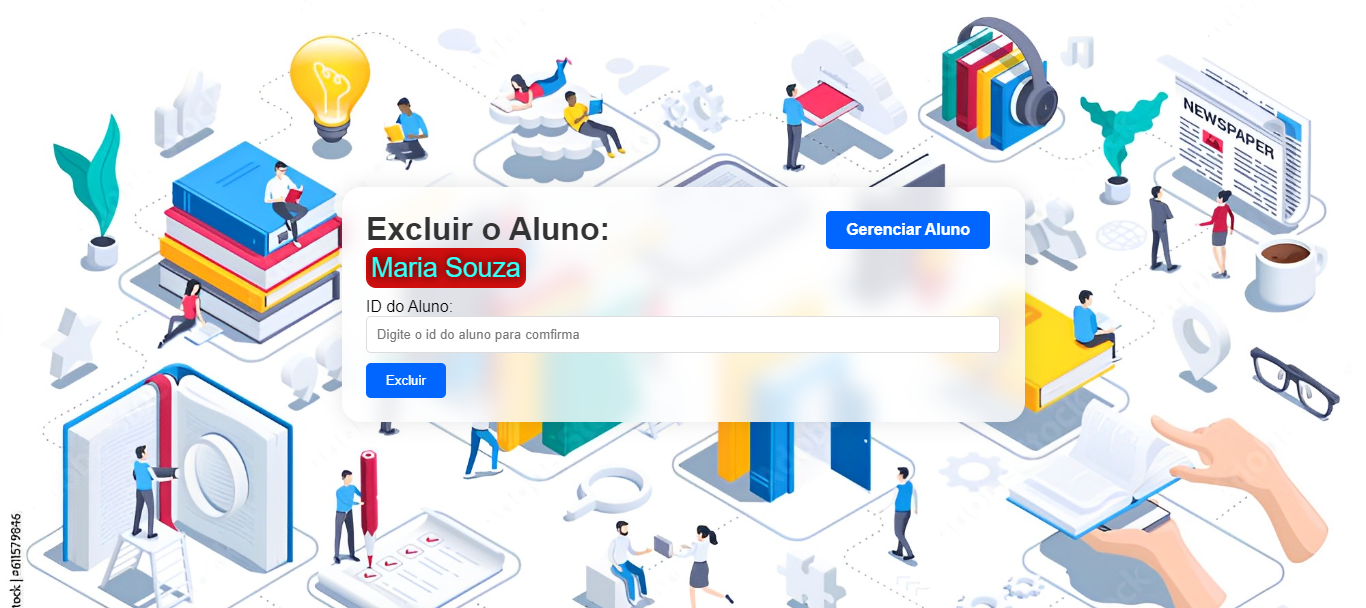 NEWSPAPER
Excluir o Aluno:
Gerenciar Aluno
Maria Souza
ID do Aluno:
Digite o id do aluno para comfirma
Excluir
tock | #611579846